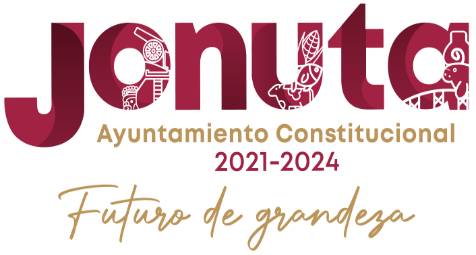 Jonuta
Ayuntamiento Constitucional
2021-2024
Futuro de grandeza